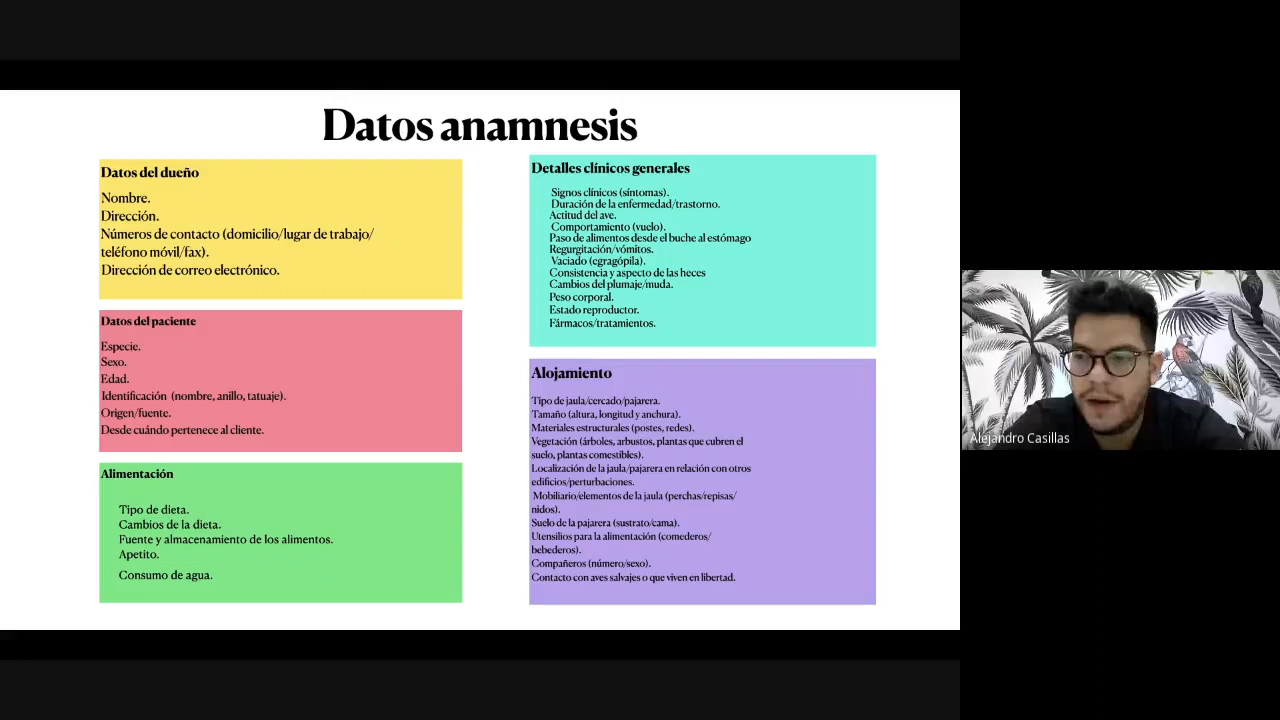 Datos anamnesis
Datos del dueño
Nombre.
Dirección.
Números de contacto (domicilio/lugar de trabajo/
teléfono móvil/fax).
Dirección de correo electrónico.
Datos del paciente
Especie.
Sexo.
Edad.
Identificación (nombre, anillo, tatuaje).
Origen/fuente.
Desde cuándo pertenece al cliente.
Alimentación
Tipo de dieta.
Cambios de la dieta.
Fuente y almacenamiento de los alimentos.
Apetito.
Consumo de agua.
Detalles clínicos generales
Signos clínicos (síntomas).
Duración de la enfermedad/trastorno.
Actitud del ave.
Comportamiento (vuelo).
Paso de alimentos desde el buche al estómago
Regurgitación/vómitos.
Vaciado (egragópila).
Consistencia y aspecto de las heces
Cambios del plumaje/muda.
Peso corporal.
Estado reproductor.
Fármacos/tratamientos.
Alojamiento
Tipo de jaula/cercado/pajarera.
Tamaño (altura, longitud y anchura).
Materiales estructurales (postes, redes).
Vegetación (árboles, arbustos, plantas que cubren el
suelo, plantas comestibles).
Localización de la jaula/pajarera en relación con otros
edificios/perturbaciones.
Mobiliario/elementos de la jaula (perchas/repisas/
nidos).
Suelo de la pajarera (sustrato/cama).
Utensilios para la alimentación (comederos/
bebederos).
Compañeros (número/sexo).
Contacto con aves salvajes o que viven en libertad.
Alejandro Casillas